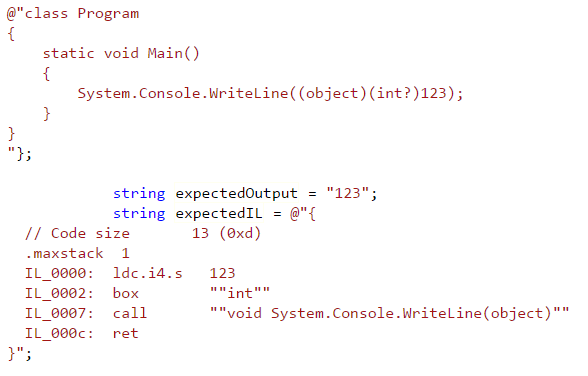 @"class Program
{
    static void Main()
    {
        System.Console.WriteLine((object)(int?)123);
    }
}
"};

            string expectedOutput = "123";
            string expectedIL = @"{
  // Code size       13 (0xd)
  .maxstack  1
  IL_0000:  ldc.i4.s   123
  IL_0002:  box        ""int""
  IL_0007:  call       ""void System.Console.WriteLine(object)""
  IL_000c:  ret
}";